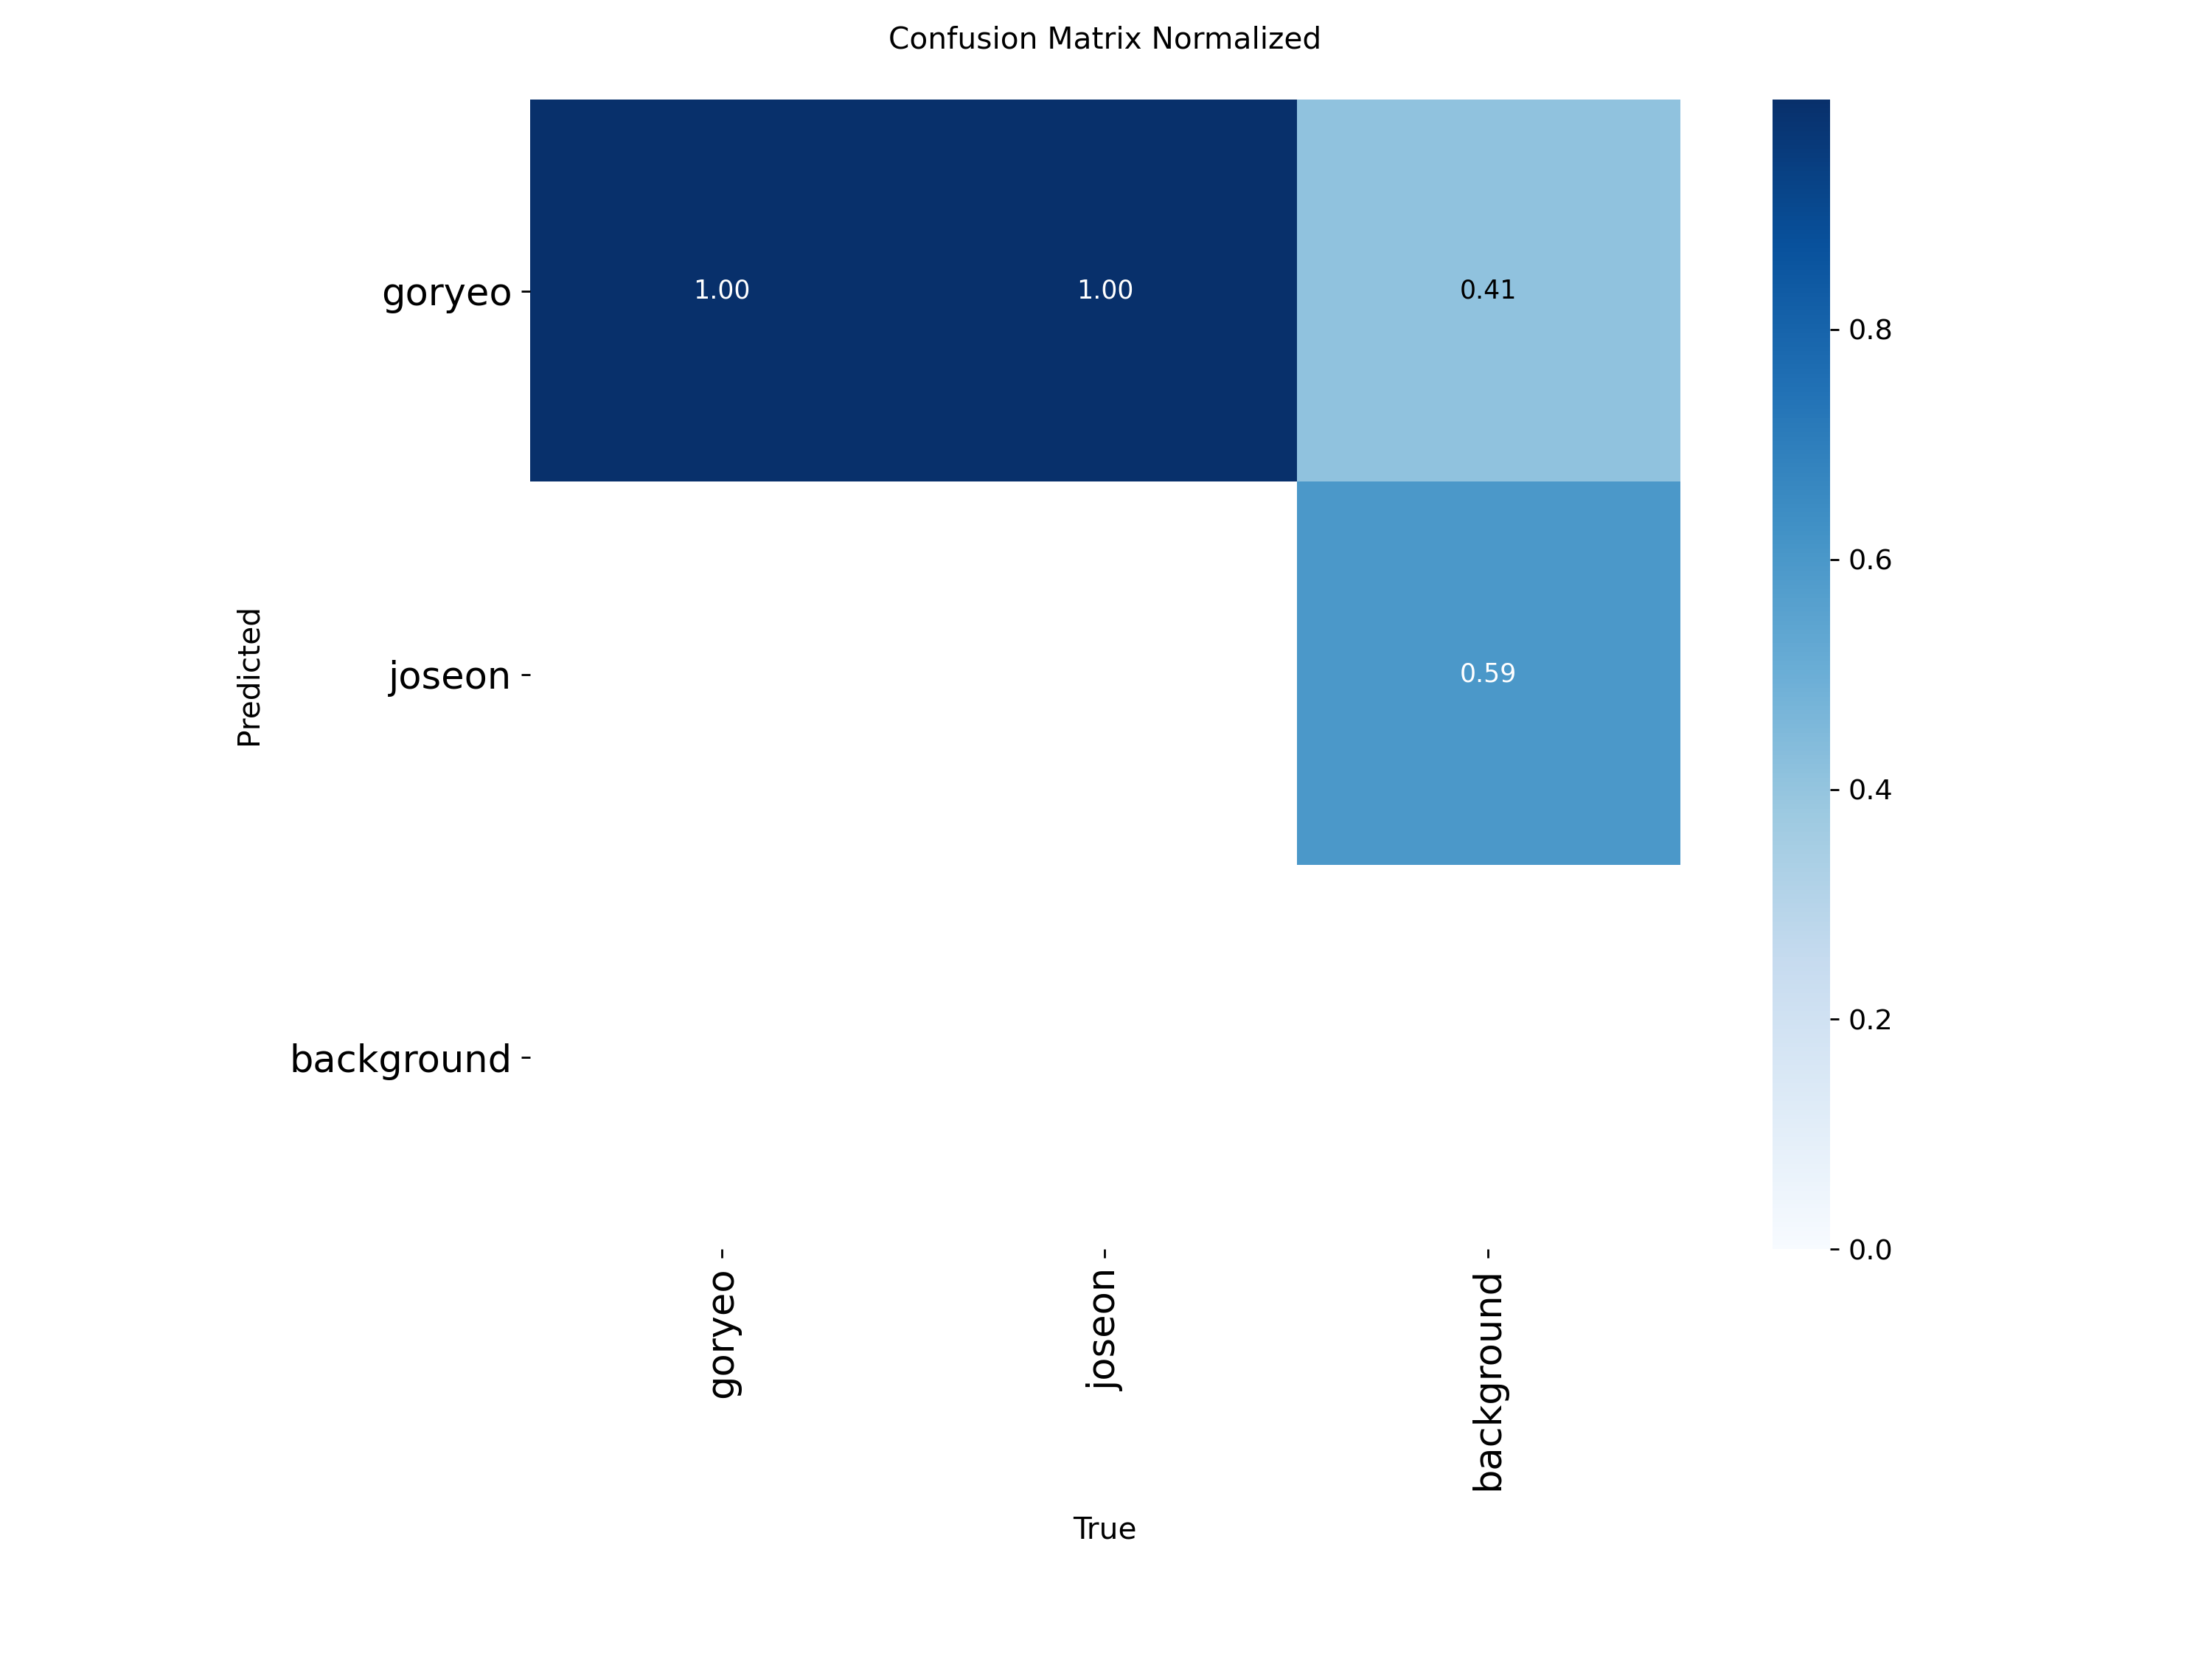 Confusion Matrix Normalized
goryeo
1.00 1.00 0.41
joseon
0.59
background
Predicted
0.8
0.6
0.4
0.2
0.0
goryeo
joseon
background
True